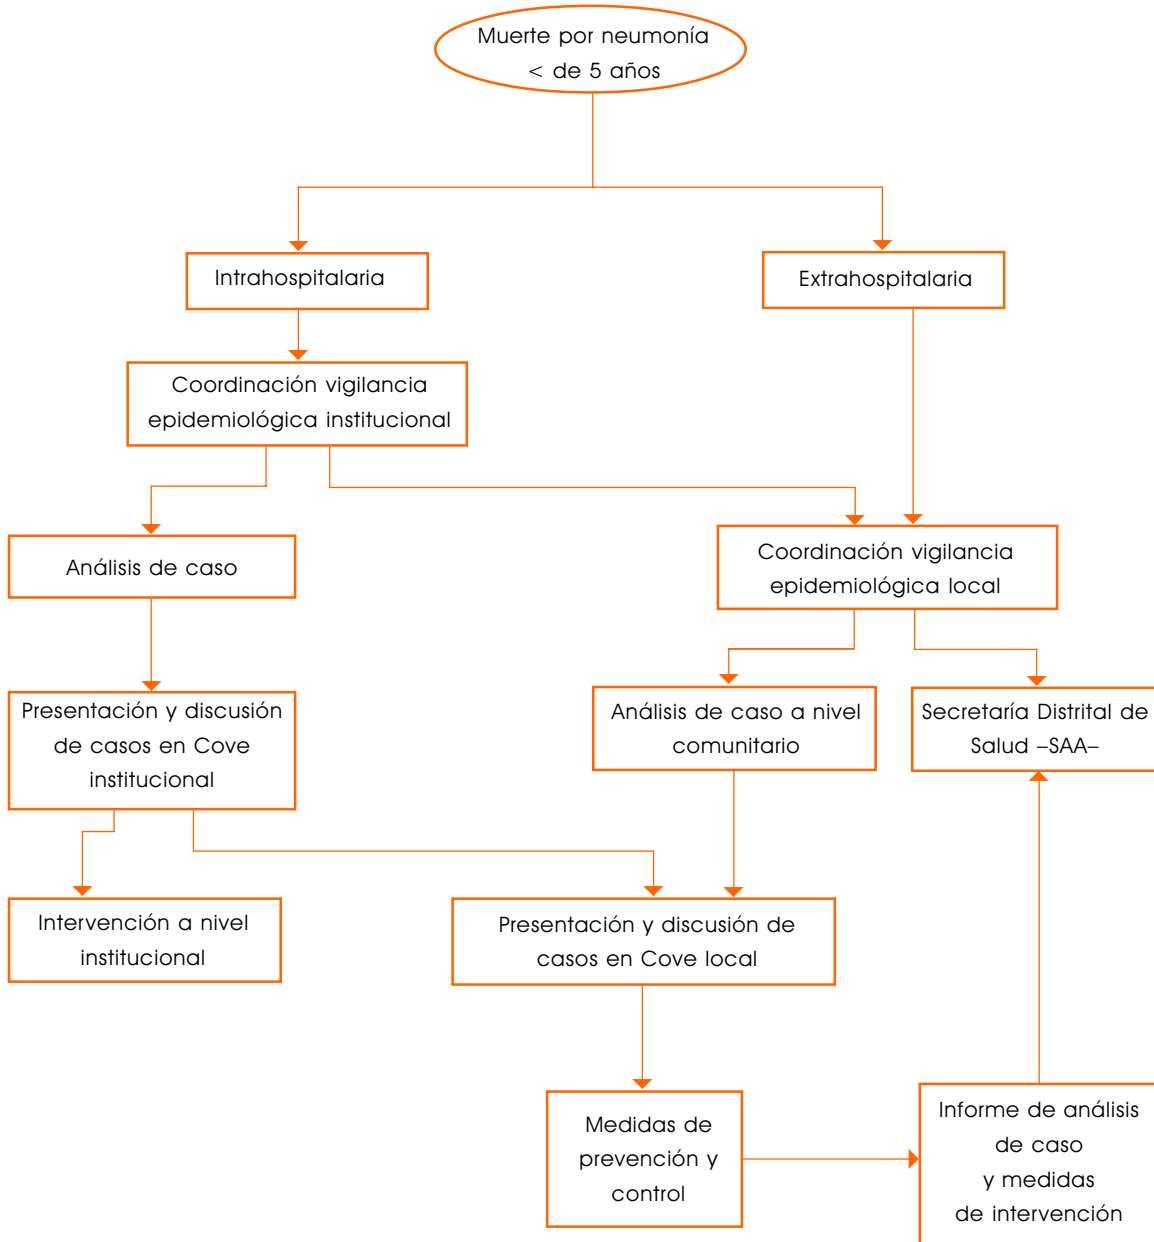 Muerte por neumonía
< de 5 años
Intrahospitalaria
Extrahospitalaria
Coordinación vigilancia
epidemiológica institucional
Análisis de caso
Coordinación vigilancia
epidemiológica local
Presentación y discusión
de casos en Cove
institucional
Análisis de caso a nivel
comunitario
Secretaría Distrital de
Salud –SAA–
Intervención a nivel
institucional
Presentación y discusión de
casos en Cove local
Medidas de
prevención y
control
Informe de análisis
de caso
y medidas
de intervención